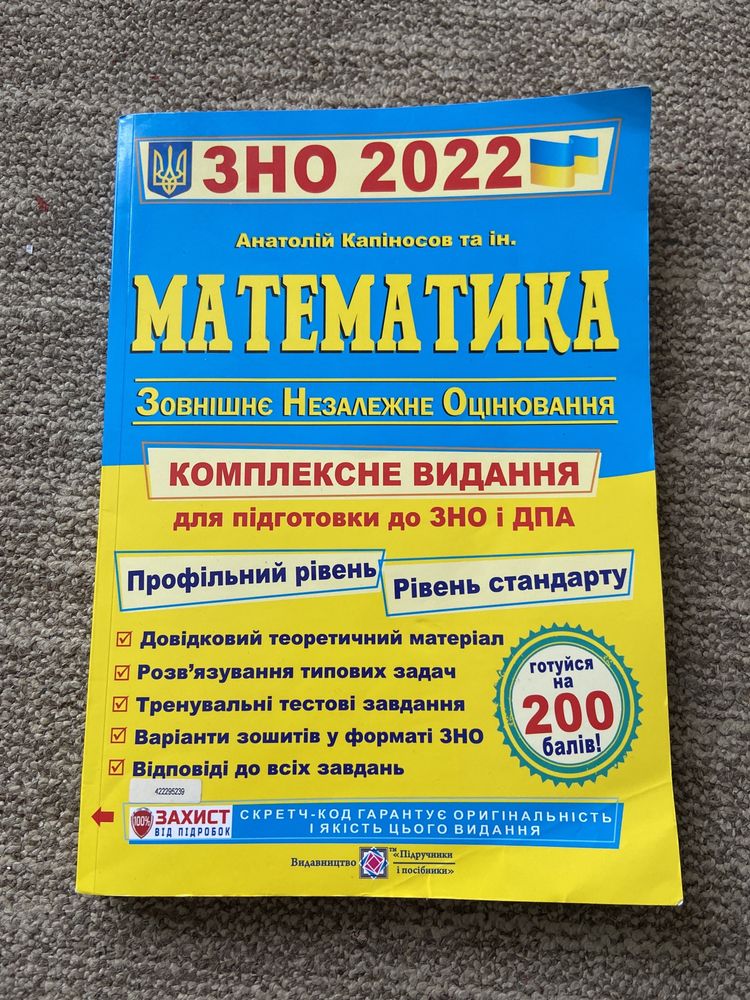 ЗНО 2022
Анатолій Капіносов та ін.
МАТЕМАТИКА
ЗОВНІШНЄ НЕЗАЛЕЖНЕ ОЦІНЮВАННЯ
КОМПЛЕКСНЕ ВИДАННЯ
для підготовки до ЗНО і ДПА
Профільний рівень
Рівень стандарту
Довідковий теоретичний матеріал
Розв'язування типових задач
Тренувальні тестові завдання
Варіанти зошитів у форматі ЗНО
Відповіді до всіх завдань
готуйся
на
200
балів!
422295239
100%
ЗАХИСТ
ВІД ПІДРОБОК
СКРЕТЧ-КОД ГАРАНТУЄ ОРИГІНАЛЬНІСТЬ
І ЯКІСТЬ ЦЬОГО ВИДАННЯ
Видавництво
ТМ «Підручники
і посібники»